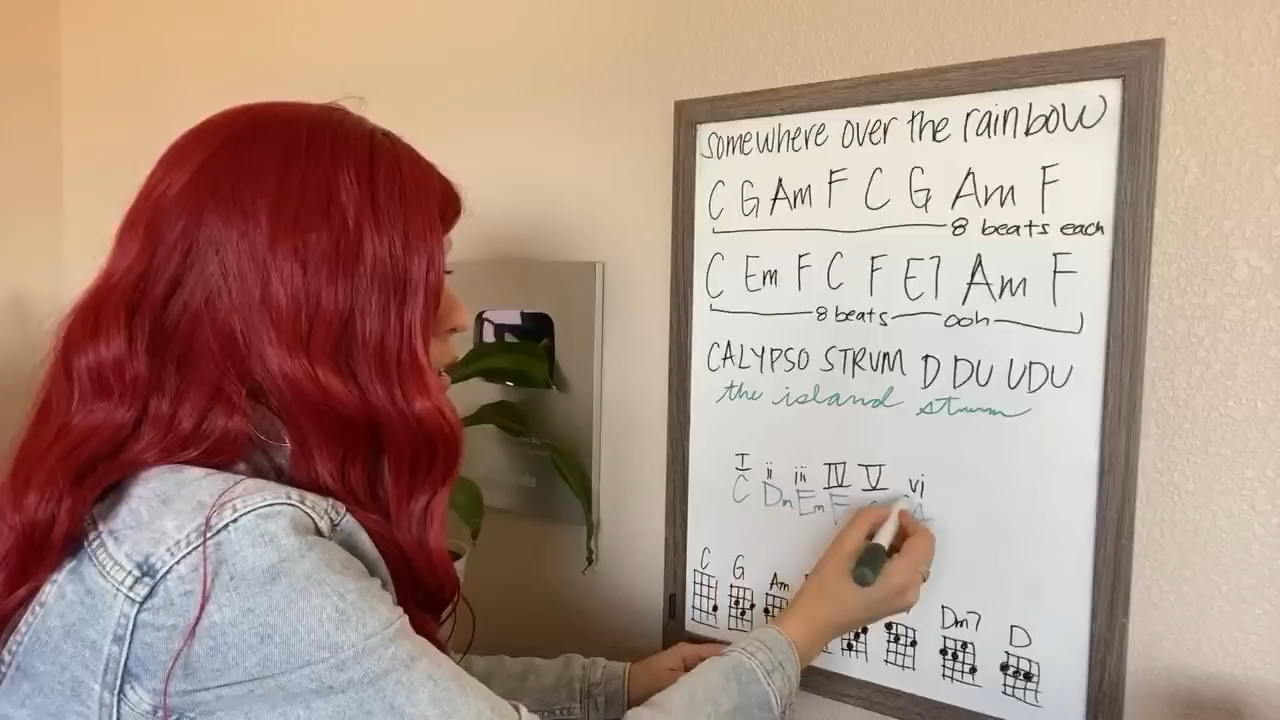 somewhere over the rainbow
C G Am F C G Am F
8 beats each
C Em F C F E7 Am F
8 beats ooh
CALYPSO STRUM D DU UDU
the island strum
I ii iii IV V vi
C Dm Em F
C G Am Dm7 D